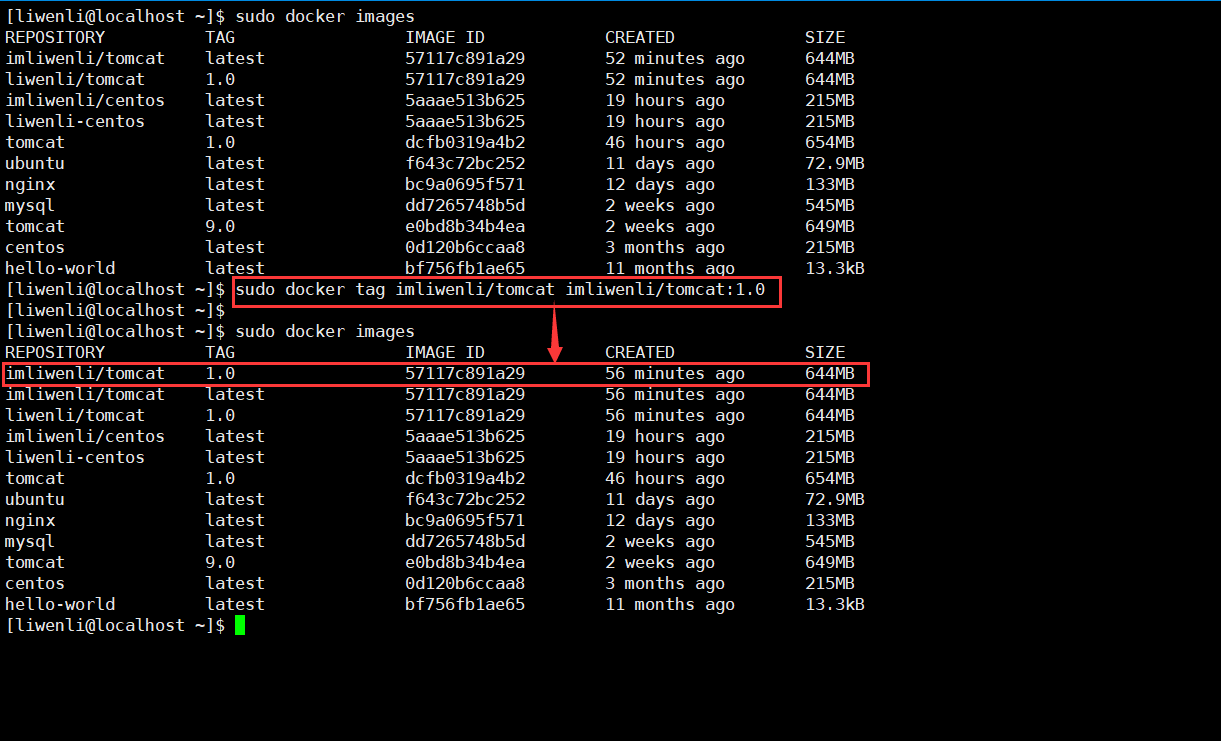 [liwenli@localhost ~]$ sudo docker images
REPOSITORY TAG IMAGE ID CREATED SIZE
imliwenli/tomcat latest 57117c891a29 52 minutes ago 644MB
liwenli/tomcat 1.0 57117c891a29 52 minutes ago 644MB
imliwenli/centos latest 5aaae513b625 19 hours ago 215MB
liwenli-centos latest 5aaae513b625 19 hours ago 215MB
tomcat 1.0 dcfb0319a4b2 46 hours ago 654MB
ubuntu latest f643c72bc252 11 days ago 72.9MB
nginx latest bc9a0695f571 12 days ago 133MB
mysql latest dd7265748b5d 2 weeks ago 545MB
tomcat 9.0 e0bd8b34b4ea 2 weeks ago 649MB
centos latest 0d120b6ccaa8 3 months ago 215MB
hello-world latest bf756fb1ae65 11 months ago 13.3kB
[liwenli@localhost ~]$ sudo docker tag imliwenli/tomcat imliwenli/tomcat:1.0
[liwenli@localhost ~]$
[liwenli@localhost ~]$ sudo docker images
REPOSITORY TAG IMAGE ID CREATED SIZE
imliwenli/tomcat 1.0 57117c891a29 56 minutes ago 644MB
imliwenli/tomcat latest 57117c891a29 56 minutes ago 644MB
liwenli/tomcat 1.0 57117c891a29 56 minutes ago 644MB
imliwenli/centos latest 5aaae513b625 19 hours ago 215MB
liwenli-centos latest 5aaae513b625 19 hours ago 215MB
tomcat 1.0 dcfb0319a4b2 46 hours ago 654MB
ubuntu latest f643c72bc252 11 days ago 72.9MB
nginx latest bc9a0695f571 12 days ago 133MB
mysql latest dd7265748b5d 2 weeks ago 545MB
tomcat 9.0 e0bd8b34b4ea 2 weeks ago 649MB
centos latest 0d120b6ccaa8 3 months ago 215MB
hello-world latest bf756fb1ae65 11 months ago 13.3kB
[liwenli@localhost ~]$